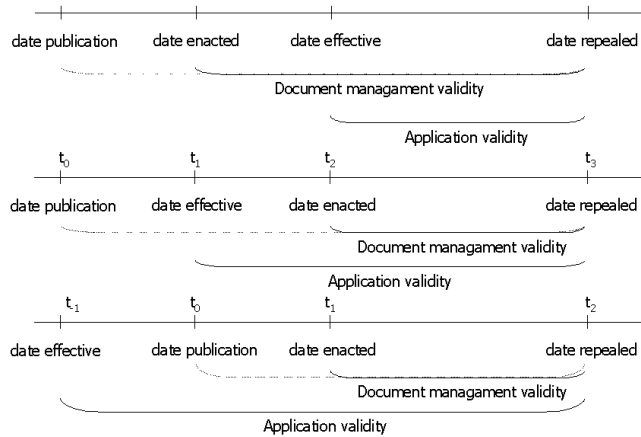 date publication date enacted date effective date repealed
Document managament validity
Application validity
t0 t1 t2 t3
date publication date effective date enacted date repealed
Document managament validity
Application validity
t-1 t0 t1 t2
date effective date publication date enacted date repealed
Document managament validity
Application validity